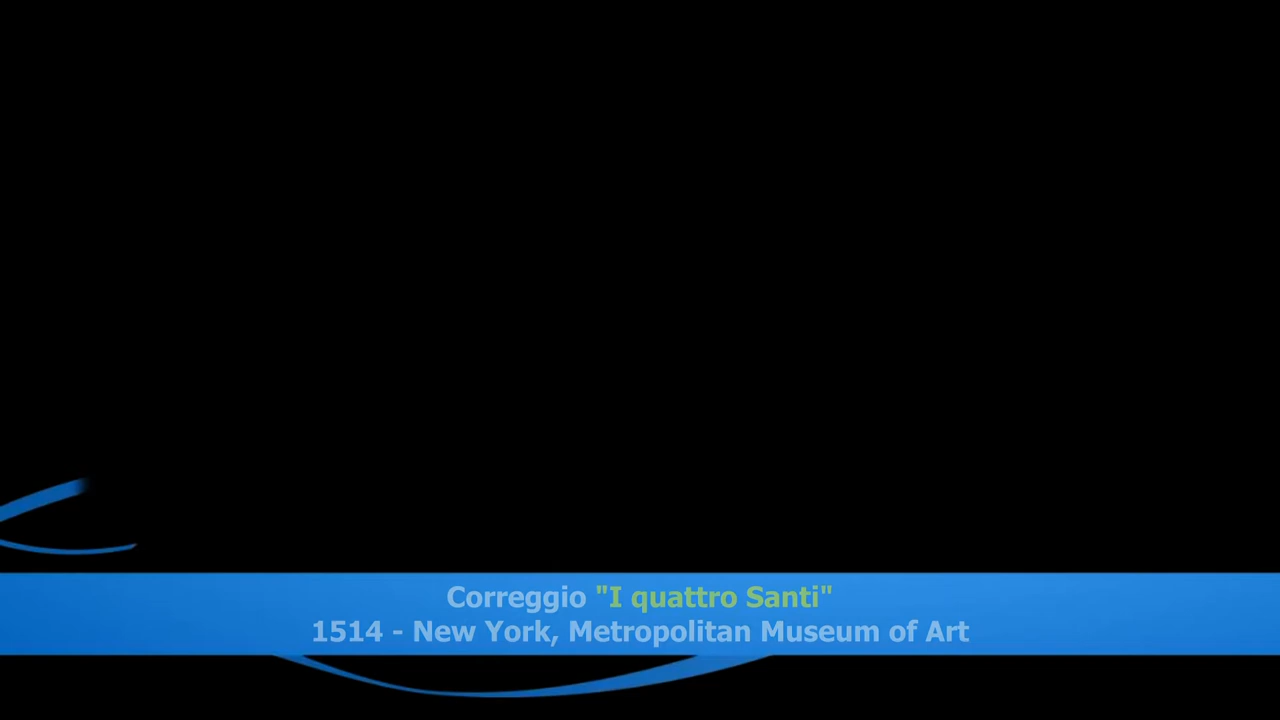 Correggio "I quattro Santi"
1514 - New York, Metropolitan Museum of Art